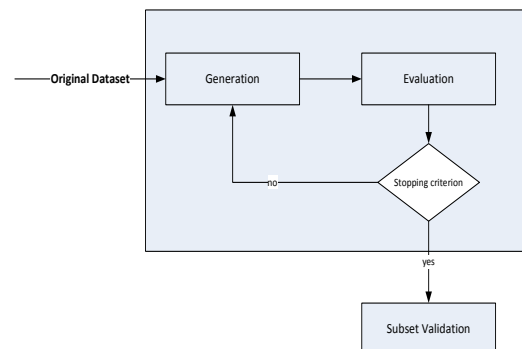 Original Dataset
Generation
Evaluation
Stopping criterion
no
yes
Subset Validation